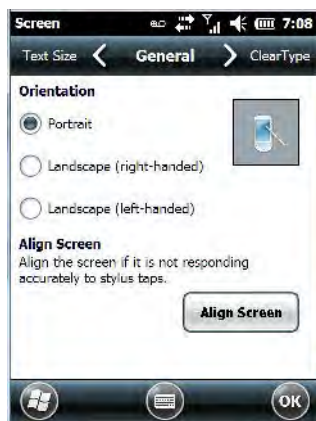 Screen 7:08
Text Size General ClearType
Orientation
Portrait
Landscape (right-handed)
Landscape (left-handed)
Align Screen
Align the screen if it is not responding
accurately to stylus taps.
Align Screen
OK